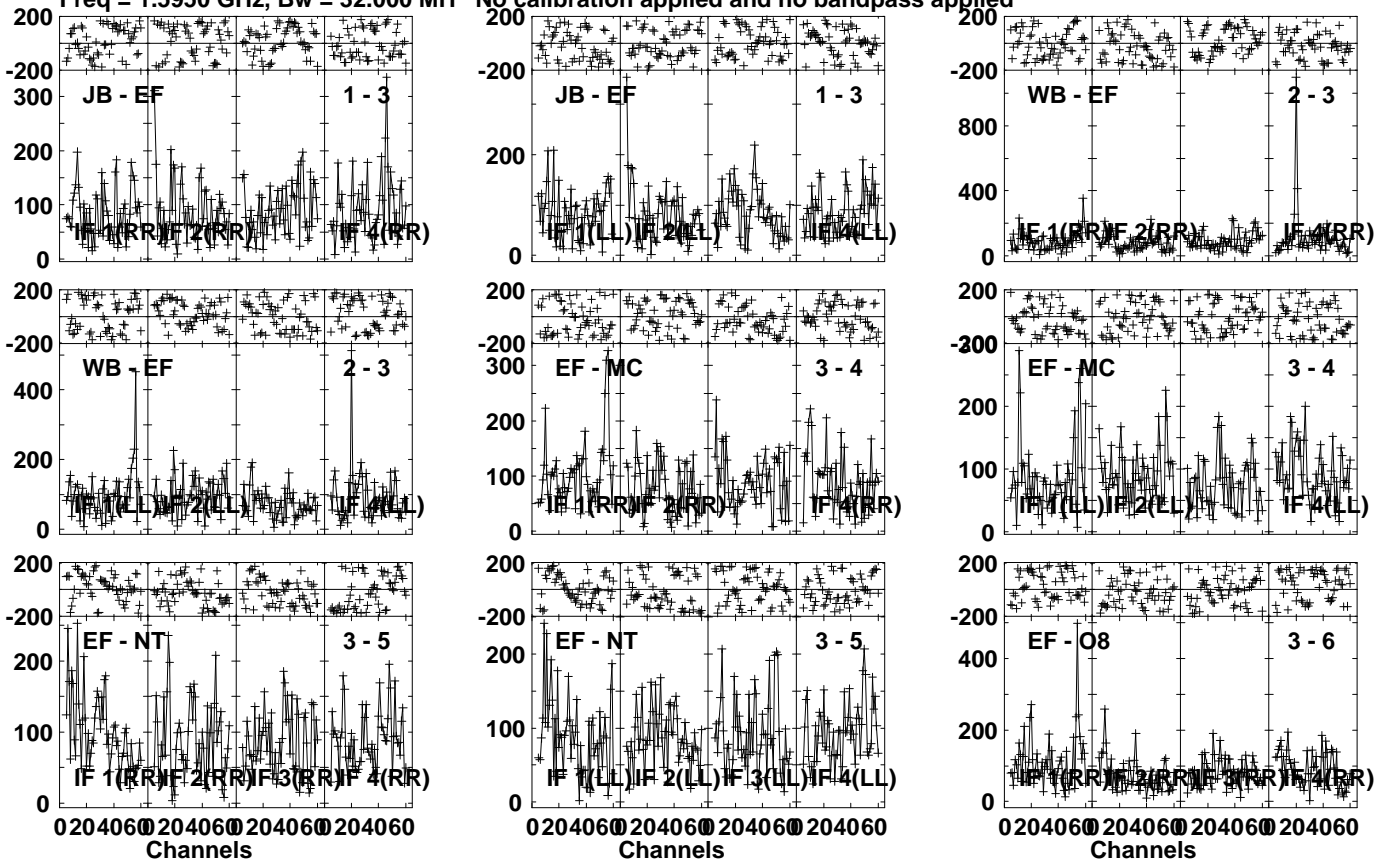 Freq = 1.5950 GHz, Bw = 32.000 MH No calibration applied and no bandpass applied
200
-200
300
200
100
0
JB - EF
1 - 3
IF 1(RR)
IF 2(RR)
IF 4(RR)
200
-200
200
0
JB - EF
1 - 3
IF 1(LL)
IF 2(LL)
IF 4(LL)
200
-200
800
400
0
WB - EF
2 - 3
IF 1(RR)
IF 2(RR)
IF 4(RR)
200
-200
400
200
0
WB - EF
2 - 3
IF 1(LL)
IF 2(LL)
IF 4(LL)
200
-200
300
200
100
0
EF - MC
3 - 4
IF 1(RR)
IF 2(RR)
IF 4(RR)
200
-200
300
200
100
0
EF - MC
3 - 4
IF 1(LL)
IF 2(LL)
IF 4(LL)
200
-200
200
100
0
EF - NT
3 - 5
IF 1(RR)
IF 2(RR)
IF 3(RR)
IF 4(RR)
0 20 40 60 0 20 40 60 0 20 40 60 0 20 40 60
Channels
200
-200
200
100
0
EF - NT
3 - 5
IF 1(LL)
IF 2(LL)
IF 3(LL)
IF 4(LL)
0 20 40 60 0 20 40 60 0 20 40 60 0 20 40 60
Channels
200
-200
400
200
0
EF - O8
3 - 6
IF 1(RR)
IF 2(RR)
IF 3(RR)
IF 4(RR)
0 20 40 60 0 20 40 60 0 20 40 60 0 20 40 60
Channels